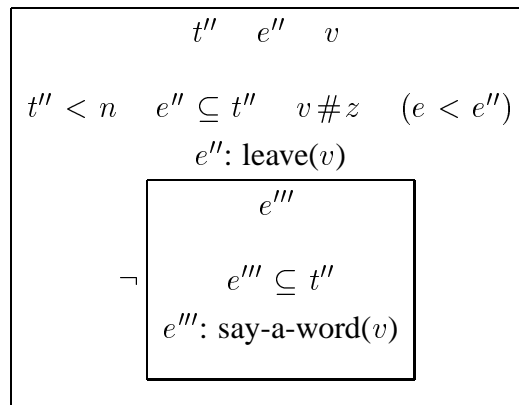 t′′ e′′ v
t′′ < n e′′ ⊆ t′′ v # z (e < e′′)
e′′: leave(v)
e′′′
¬ e′′′ ⊆ t′′
e′′′: say-a-word(v)